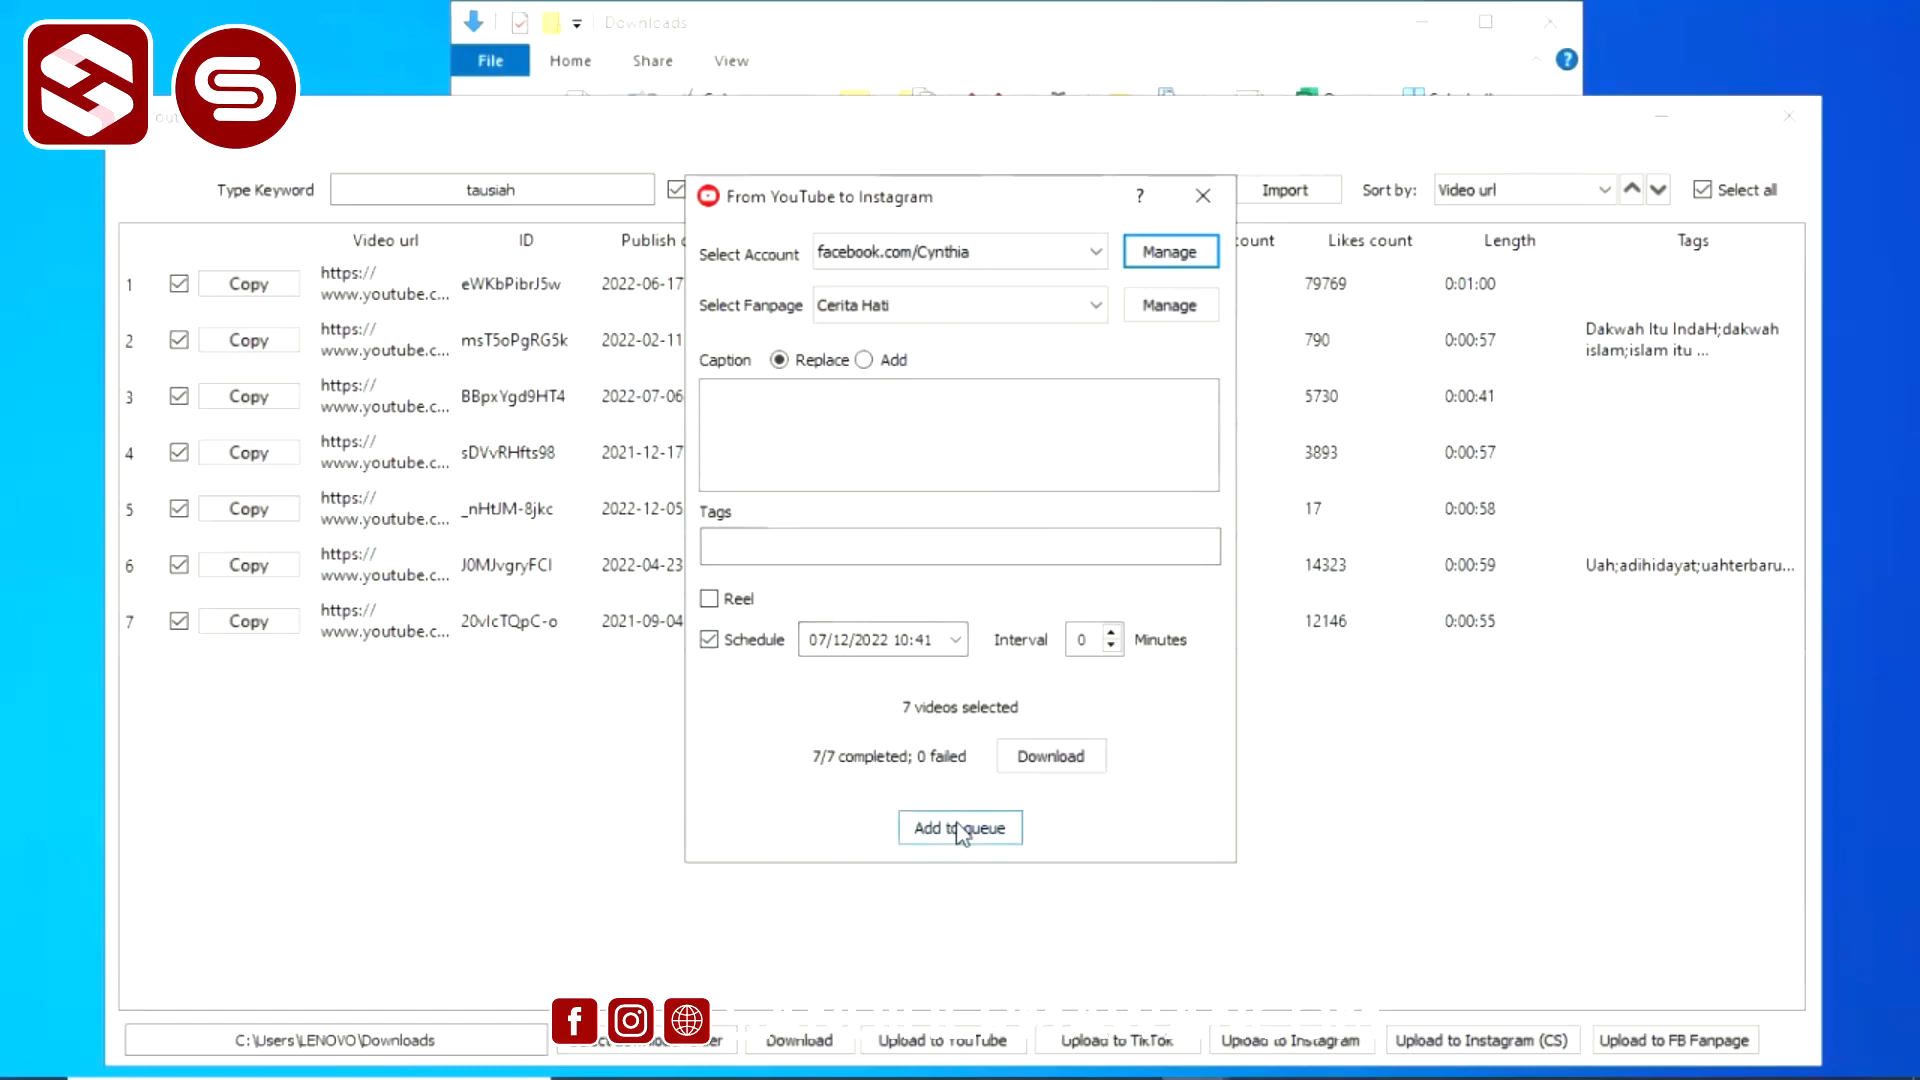 Downloads
File Home Share View
Type Keyword tausiah Import Sort by: Video url Select all
From YouTube to Instagram ?
Video url ID Publish Likes count Length Tags
Select Account facebook.com/Cynthia Manage
Select Fanpage Cerita Hati Manage
Caption Replace Add
Tags
Reel
Schedule 07/12/2022 10:41 Interval 0 Minutes
7 videos selected
7/7 completed; 0 failed Download
Add to queue
1 Copy https:// www.youtube.c... eWKbPibrJ5w 2022-06-17 79769 0:01:00
2 Copy https:// www.youtube.c... msT5oPgRG5k 2022-02-11 790 0:00:57 Dakwah Itu IndaH;dakwah islam;islam itu ...
3 Copy https:// www.youtube.c... BBpxYgd9HT4 2022-07-06 5730 0:00:41
4 Copy https:// www.youtube.c... sDVvRHfts98 2021-12-17 3893 0:00:57
5 Copy https:// www.youtube.c... _nHtJM-8jkc 2022-12-05 17 0:00:58
6 Copy https:// www.youtube.c... J0MJvgryFCI 2022-04-23 14323 0:00:59 Uah;adihidayat;uahterbaru...
7 Copy https:// www.youtube.c... 20vIcTQpC-o 2021-09-04 12146 0:00:55
C:\Users\LENOVO\Downloads Download Upload to YouTube Upload to TikTok Upload to Instagram Upload to Instagram (CS) Upload to FB Fanpage